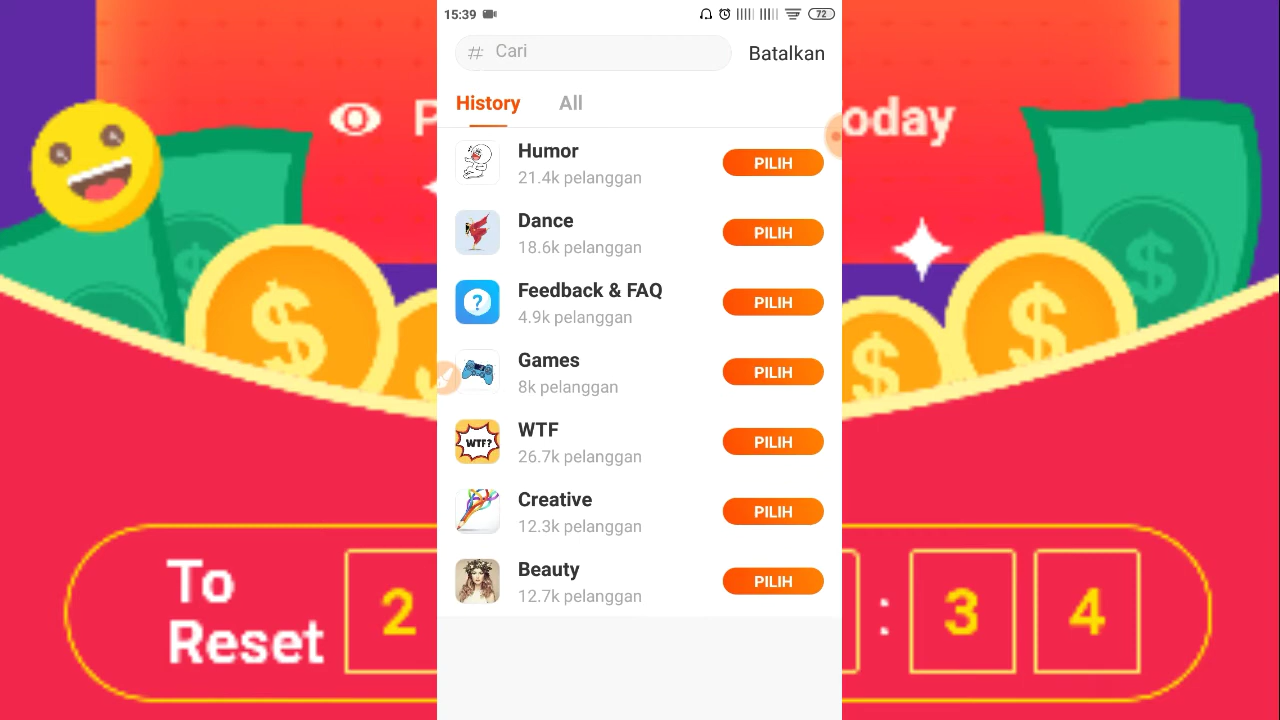 15:39
72
# Cari
Batalkan
History All
Humor
21.4k pelanggan
PILIH
Dance
18.6k pelanggan
PILIH
Feedback & FAQ
4.9k pelanggan
PILIH
Games
8k pelanggan
PILIH
WTF?
WTF
26.7k pelanggan
PILIH
Creative
12.3k pelanggan
PILIH
Beauty
12.7k pelanggan
PILIH
P
oday
To
Reset
2
: 3 4